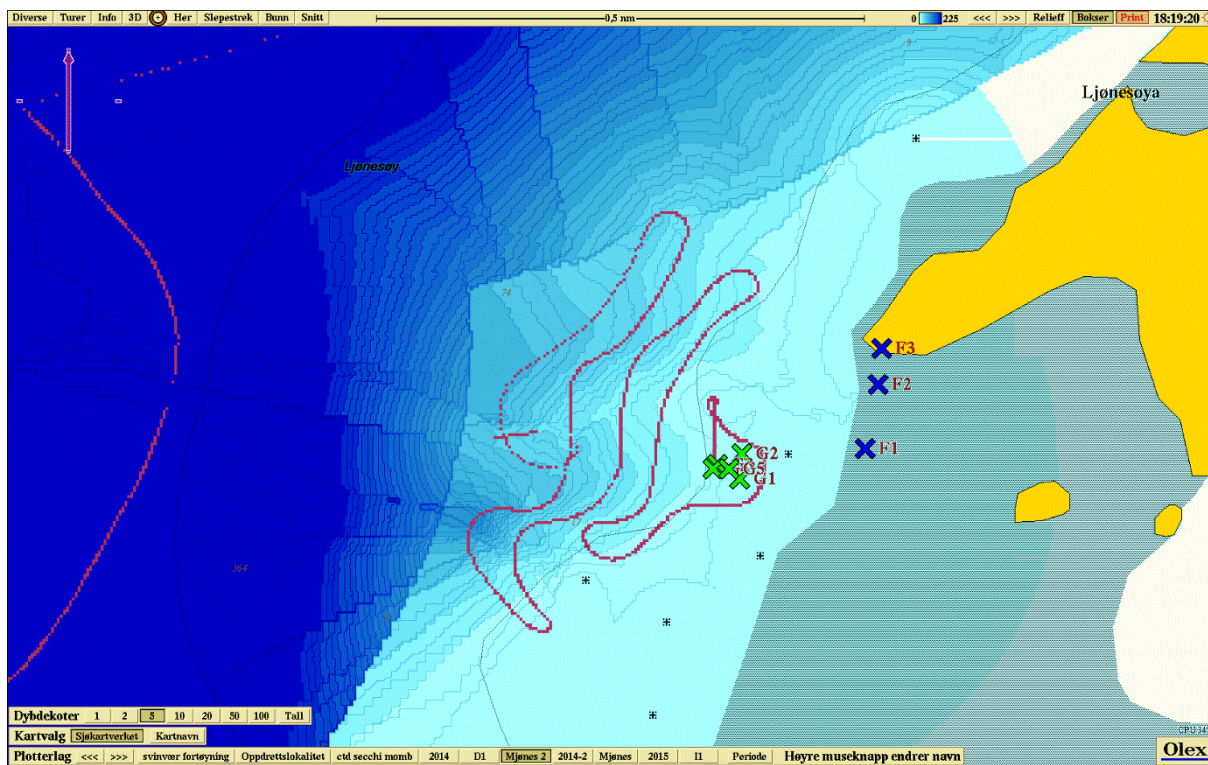 Diverse Turer Info 3D Her Slepestrek Bunn Snitt 0,5 nm 0 225 <<< >>> Relieff Bokser Print 18:19:20
9
Ljønesøya
Ljønesøy
74
F3
F2
F1
G2
G5
G1
364
Dybdekoter 1 2 5 10 20 50 100 Tall
Kartvalg Sjøkartverket Kartnavn
CPU 34
Plotterlag <<< >>> svinvær fortøyning Oppdrettslokalitet ctd secchi momb 2014 D1 Mjønes 2 2014-2 Mjønes 2015 I1 Periode Høyre museknapp endrer navn Olex